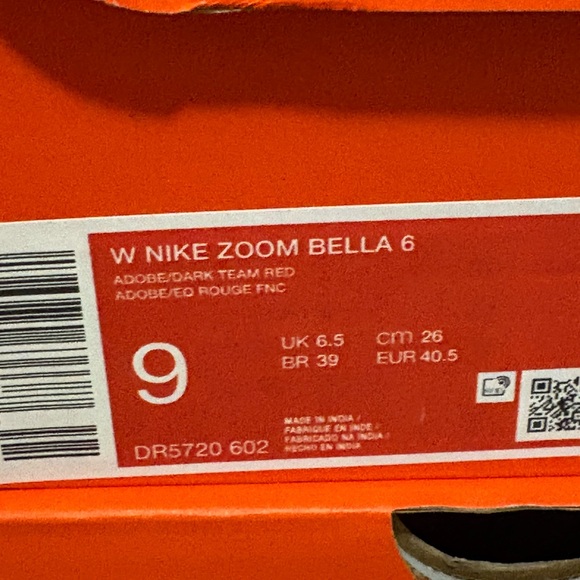 W NIKE ZOOM BELLA 6
ADOBE/DARK TEAM RED
ADOBE/EQ ROUGE FNC
9
UK 6.5 cm 26
BR 39 EUR 40.5
DR5720 602
MADE IN INDIA /
FABRIQUE EN INDE /
FABRICADO NA INDIA /
HECHO EN INDIA